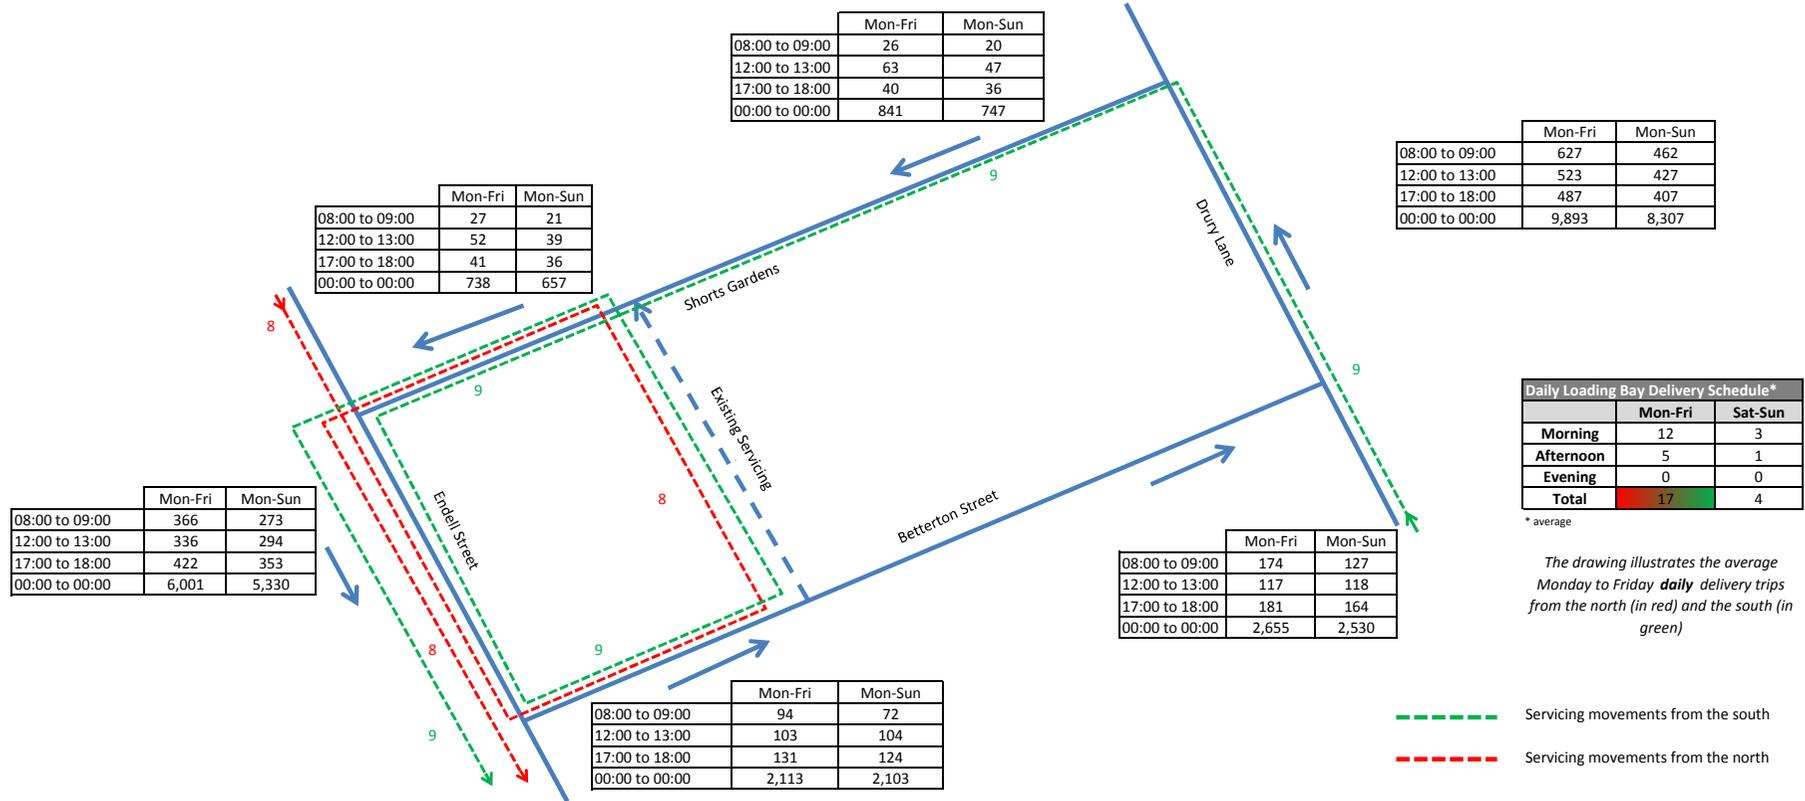 Mon-Fri Mon-Sun
08:00 to 09:00 26 20
12:00 to 13:00 63 47
17:00 to 18:00 40 36
00:00 to 00:00 841 747
Mon-Fri Mon-Sun
08:00 to 09:00 627 462
12:00 to 13:00 523 427
17:00 to 18:00 487 407
00:00 to 00:00 9,893 8,307
9
Drury Lane
Mon-Fri Mon-Sun
08:00 to 09:00 27 21
12:00 to 13:00 52 39
17:00 to 18:00 41 36
00:00 to 00:00 738 657
Shorts Gardens
8
9
9
Existing Servicing
Daily Loading Bay Delivery Schedule*
Mon-Fri Sat-Sun
Morning 12 3
Afternoon 5 1
Evening 0 0
Total 17 4
* average
Mon-Fri Mon-Sun
08:00 to 09:00 366 273
12:00 to 13:00 336 294
17:00 to 18:00 422 353
00:00 to 00:00 6,001 5,330
Endell Street
8
Betterton Street
Mon-Fri Mon-Sun
08:00 to 09:00 174 127
12:00 to 13:00 117 118
17:00 to 18:00 181 164
00:00 to 00:00 2,655 2,530
The drawing illustrates the average
Monday to Friday daily delivery trips
from the north (in red) and the south (in
green)
8
9
9
Mon-Fri Mon-Sun
08:00 to 09:00 94 72
12:00 to 13:00 103 104
17:00 to 18:00 131 124
00:00 to 00:00 2,113 2,103
Servicing movements from the south
Servicing movements from the north